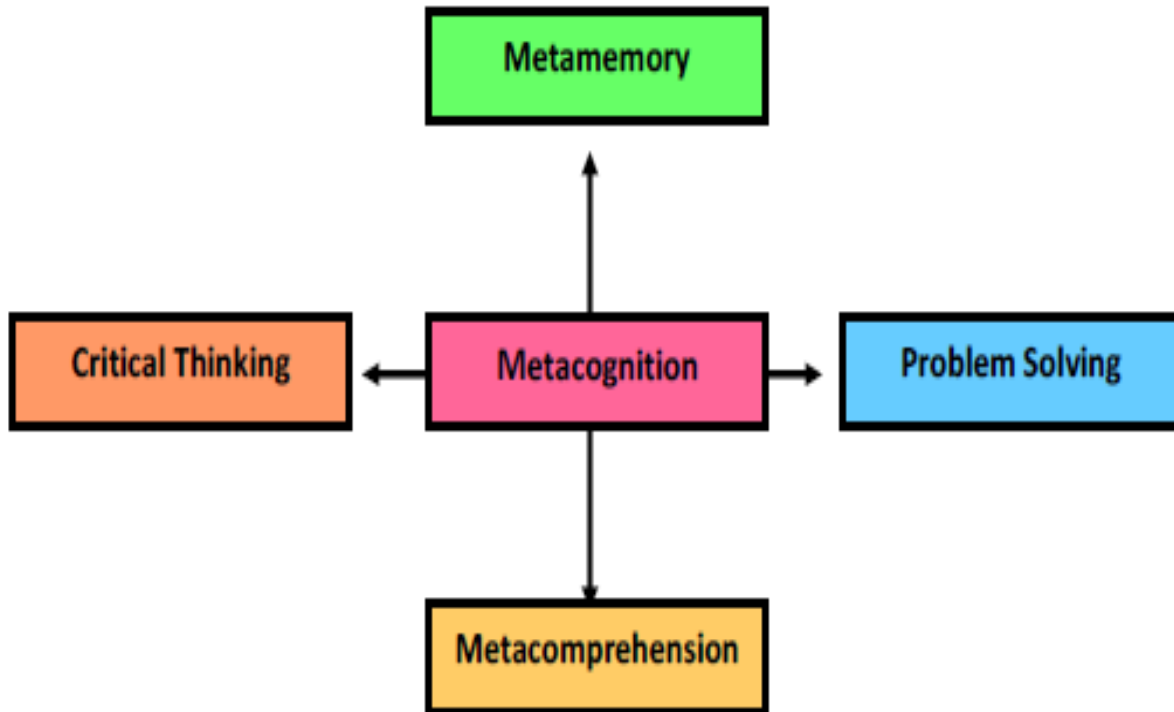 Metamemory
Critical Thinking
Metacognition
Problem Solving
Metacomprehension